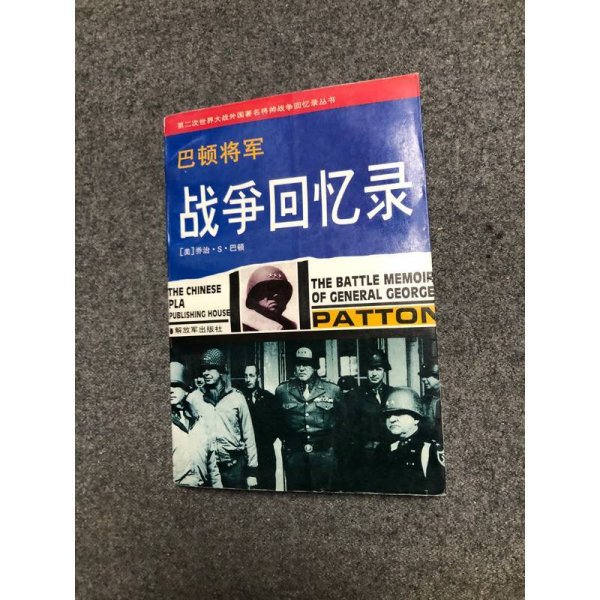 第二次世界大战外国著名将帅战争回忆录丛书
巴顿将军
战争回忆录
[美]乔治·S·巴顿
THE CHINESE
PLA
PUBLISHING HOUSE
解放军出版社
THE BATTLE MEMOIR
OF GENERAL GEORGE
PATTON